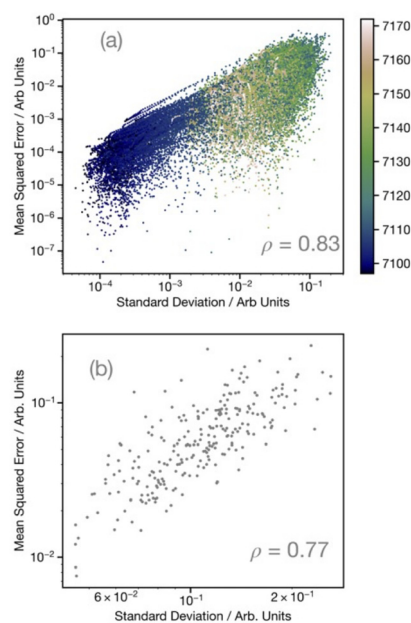 (a)
10⁰
10⁻¹
10⁻²
10⁻³
10⁻⁴
10⁻⁵
10⁻⁶
10⁻⁷
Mean Squared Error / Arb Units
ρ = 0.83
10⁻⁴ 10⁻³ 10⁻² 10⁻¹
Standard Deviation / Arb Units
7170
7160
7150
7140
7130
7120
7110
7100
(b)
10⁻¹
10⁻²
Mean Squared Error / Arb. Units
ρ = 0.77
6 × 10⁻² 10⁻¹ 2 × 10⁻¹
Standard Deviation / Arb. Units